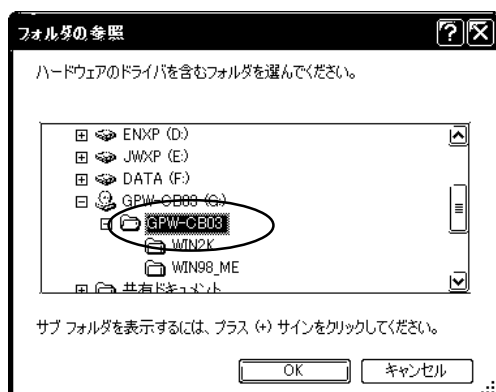 フォルダの参照
ハードウェアのドライバを含むフォルダを選んでください。
ENXP (D:)
JWXP (E:)
DATA (F:)
GPW-CB03 (G:)
GPW-CB03
WIN2K
WIN98_ME
共有ドキュメント
サブ フォルダを表示するには、プラス (+) サインをクリックしてください。
OK キャンセル